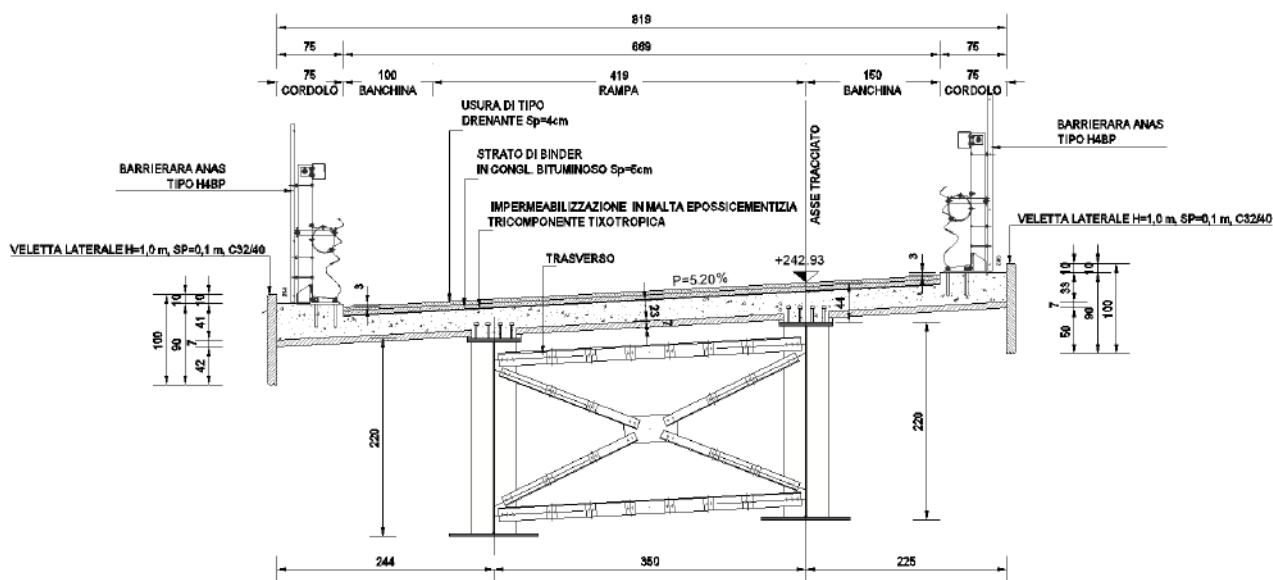 819
75
669
75
75
100
419
150
75
CORDOLO
BANCHINA
RAMPA
BANCHINA
CORDOLO
USURA DI TIPO
DRENANTE Sp=4cm
BARRIERARA ANAS
TIPO H4BP
STRATO DI BINDER
IN CONGL. BITUMINOSO Sp=5cm
ASSE TRACCIATO
BARRIERARA ANAS
TIPO H4BP
IMPERMEABILIZZAZIONE IN MALTA EPOSSICEMENTIZIA
TRICOMPONENTE TIXOTROPICA
VELETTA LATERALE H=1,0 m, SP=0,1 m, C32/40
VELETTA LATERALE H=1,0 m, SP=0,1 m, C32/40
TRASVERSO
+242.93
P=5.20%
3
3
10
10
41
7
42
90
100
23
7
44
10
10
33
7
50
90
100
220
220
244
350
225